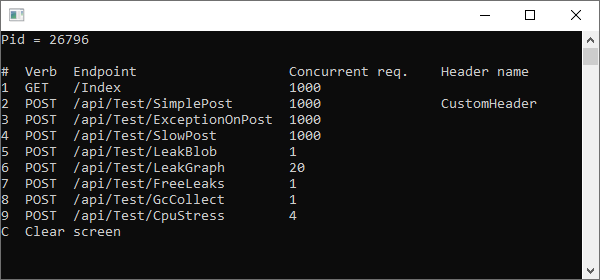 Pid = 26796
#  Verb  Endpoint                   Concurrent req.    Header name
1  GET   /Index                     1000
2  POST  /api/Test/SimplePost       1000               CustomHeader
3  POST  /api/Test/ExceptionOnPost  1000
4  POST  /api/Test/SlowPost         1000
5  POST  /api/Test/LeakBlob         1
6  POST  /api/Test/LeakGraph        20
7  POST  /api/Test/FreeLeaks        1
8  POST  /api/Test/GcCollect        1
9  POST  /api/Test/CpuStress        4
C  Clear screen